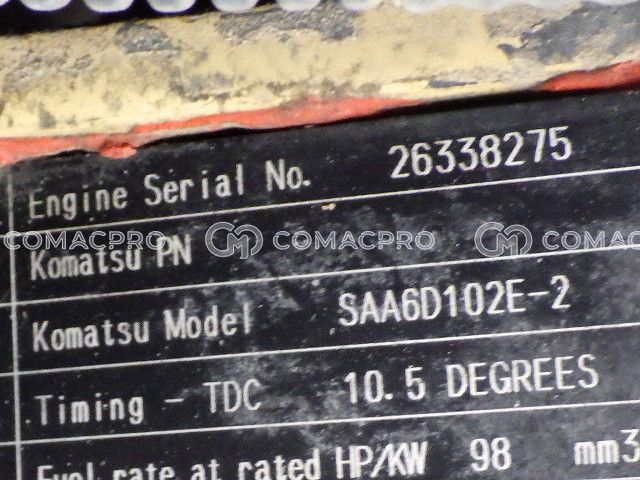 Engine Serial No. 26338275
Komatsu PN
COMACPRO COMACPRO COMACPRO
Komatsu Model SAA6D102E-2
Timing - TDC 10.5 DEGREES
Fuel rate at rated HP/KW 98 mm3